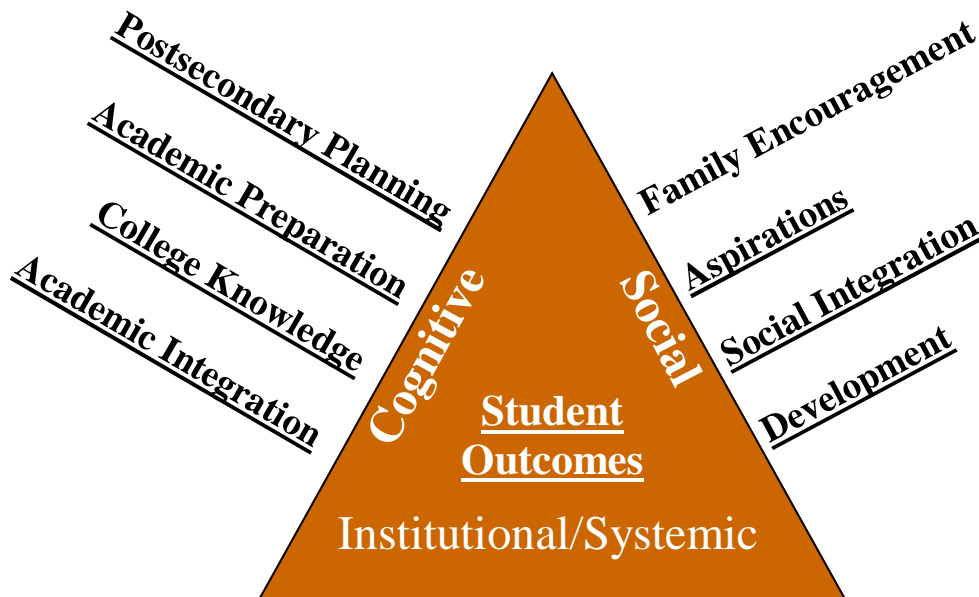 Postsecondary Planning
Academic Preparation
College Knowledge
Academic Integration
Family Encouragement
Aspirations
Social Integration
Development
Cognitive
Social
Student
Outcomes
Institutional/Systemic